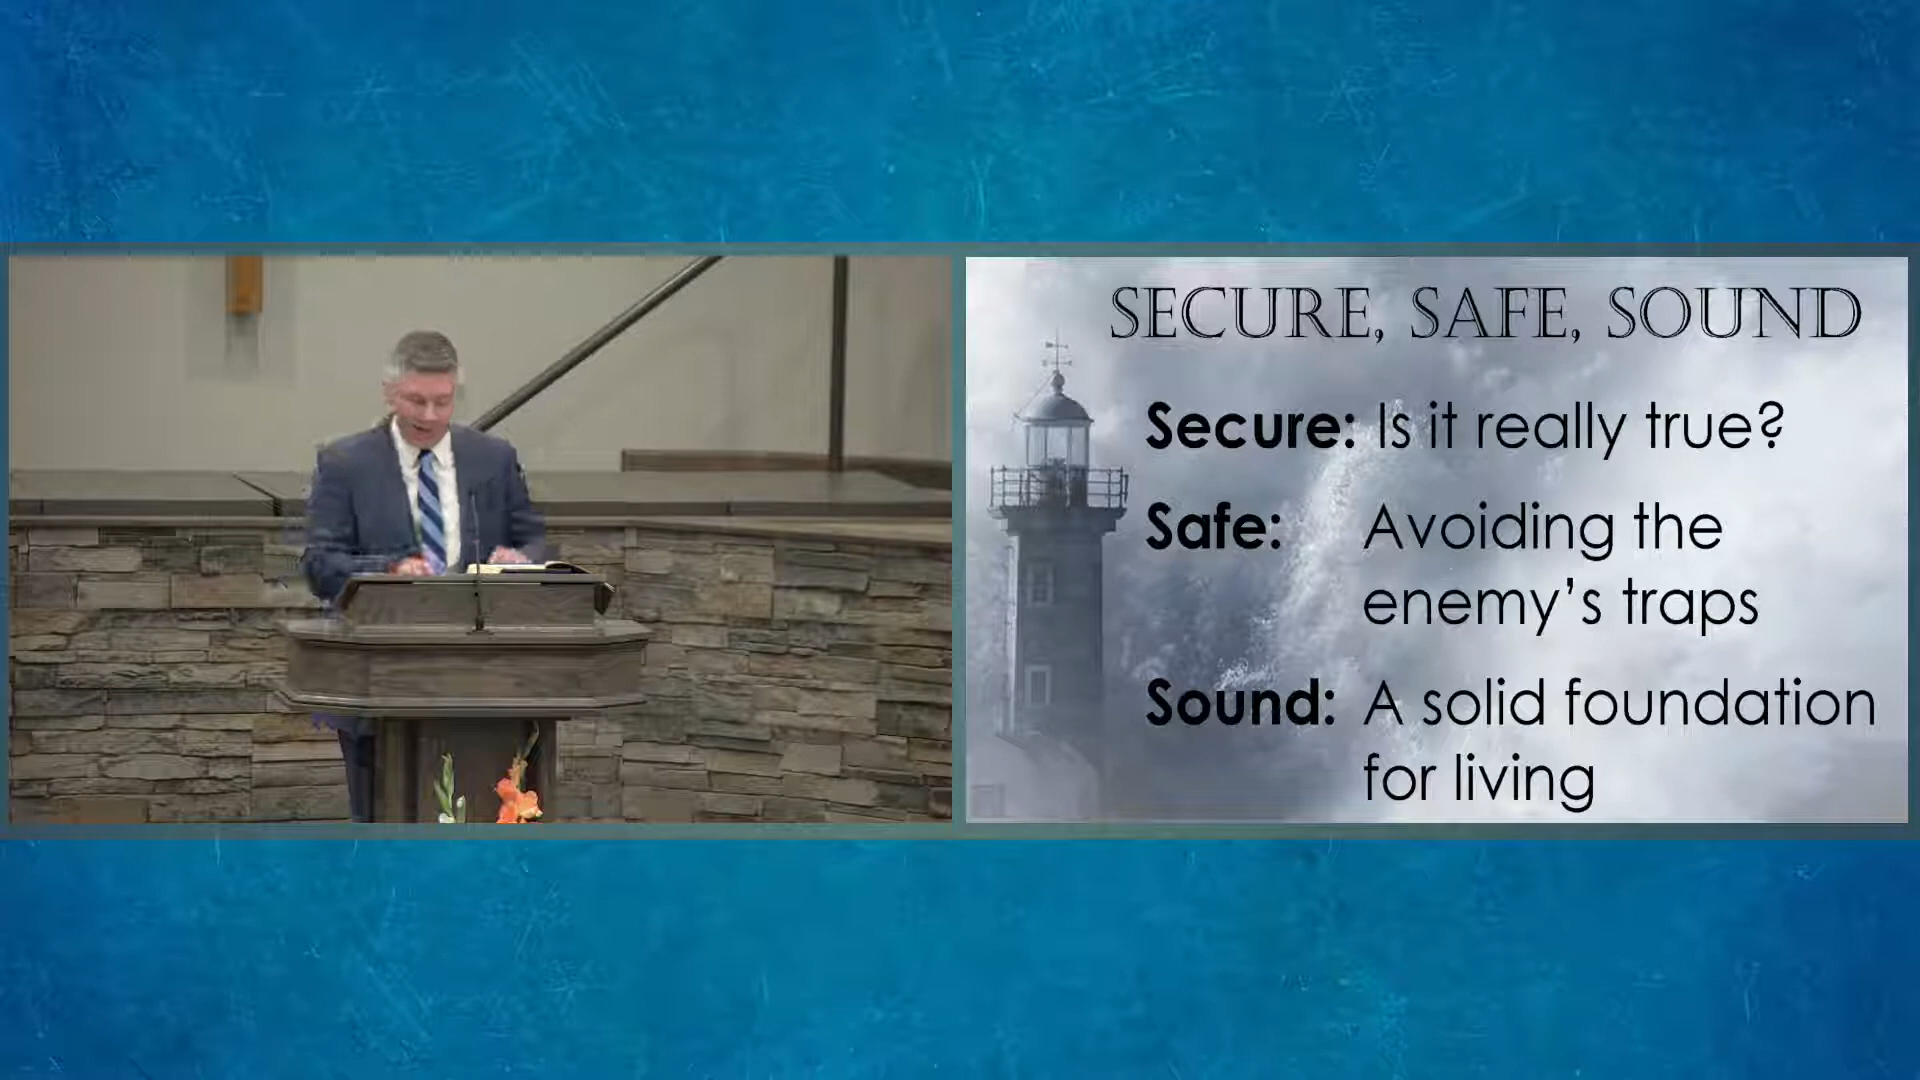 SECURE, SAFE, SOUND
Secure: Is it really true?
Safe: Avoiding the
enemy's traps
Sound: A solid foundation
for living